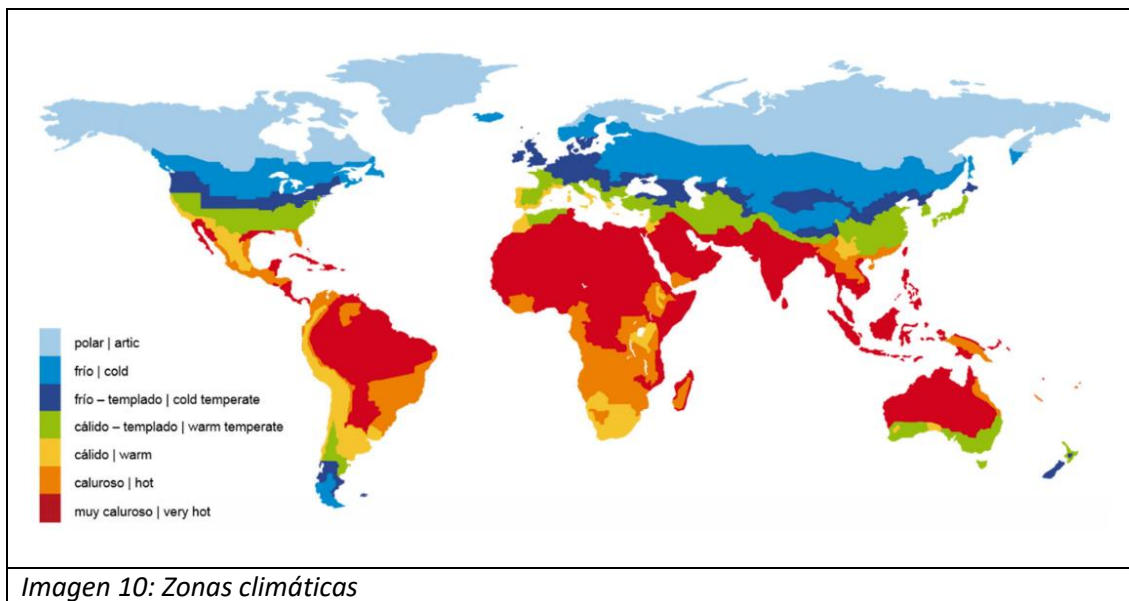 polar | artic
frío | cold
frío – templado | cold temperate
cálido – templado | warm temperate
cálido | warm
caluroso | hot
muy caluroso | very hot
Imagen 10: Zonas climáticas